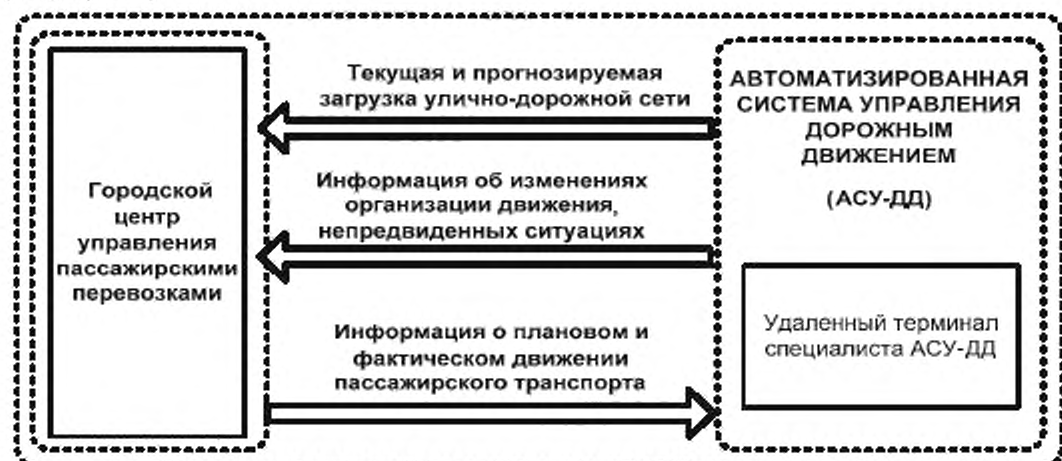 Городской
центр
управления
пассажирскими
перевозками
Текущая и прогнозируемая
загрузка улично-дорожной сети
Информация об изменениях
организации движения,
непредвиденных ситуациях
Информация о плановом и
фактическом движении
пассажирского транспорта
АВТОМАТИЗИРОВАННАЯ
СИСТЕМА УПРАВЛЕНИЯ
ДОРОЖНЫМ
ДВИЖЕНИЕМ
(АСУ-ДД)
Удаленный терминал
специалиста АСУ-ДД